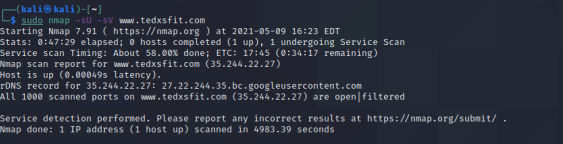 (kali㉿kali)-[~]
$ sudo nmap -sU -sV www.tedxsfit.com
Starting Nmap 7.91 ( https://nmap.org ) at 2021-05-09 16:23 EDT
Stats: 0:47:29 elapsed; 0 hosts completed (1 up), 1 undergoing Service Scan
Service scan Timing: About 58.00% done; ETC: 17:45 (0:34:17 remaining)
Nmap scan report for www.tedxsfit.com (35.244.22.27)
Host is up (0.00049s latency).
rDNS record for 35.244.22.27: 27.22.244.35.bc.googleusercontent.com
All 1000 scanned ports on www.tedxsfit.com (35.244.22.27) are open|filtered
Service detection performed. Please report any incorrect results at https://nmap.org/submit/ .
Nmap done: 1 IP address (1 host up) scanned in 4983.39 seconds